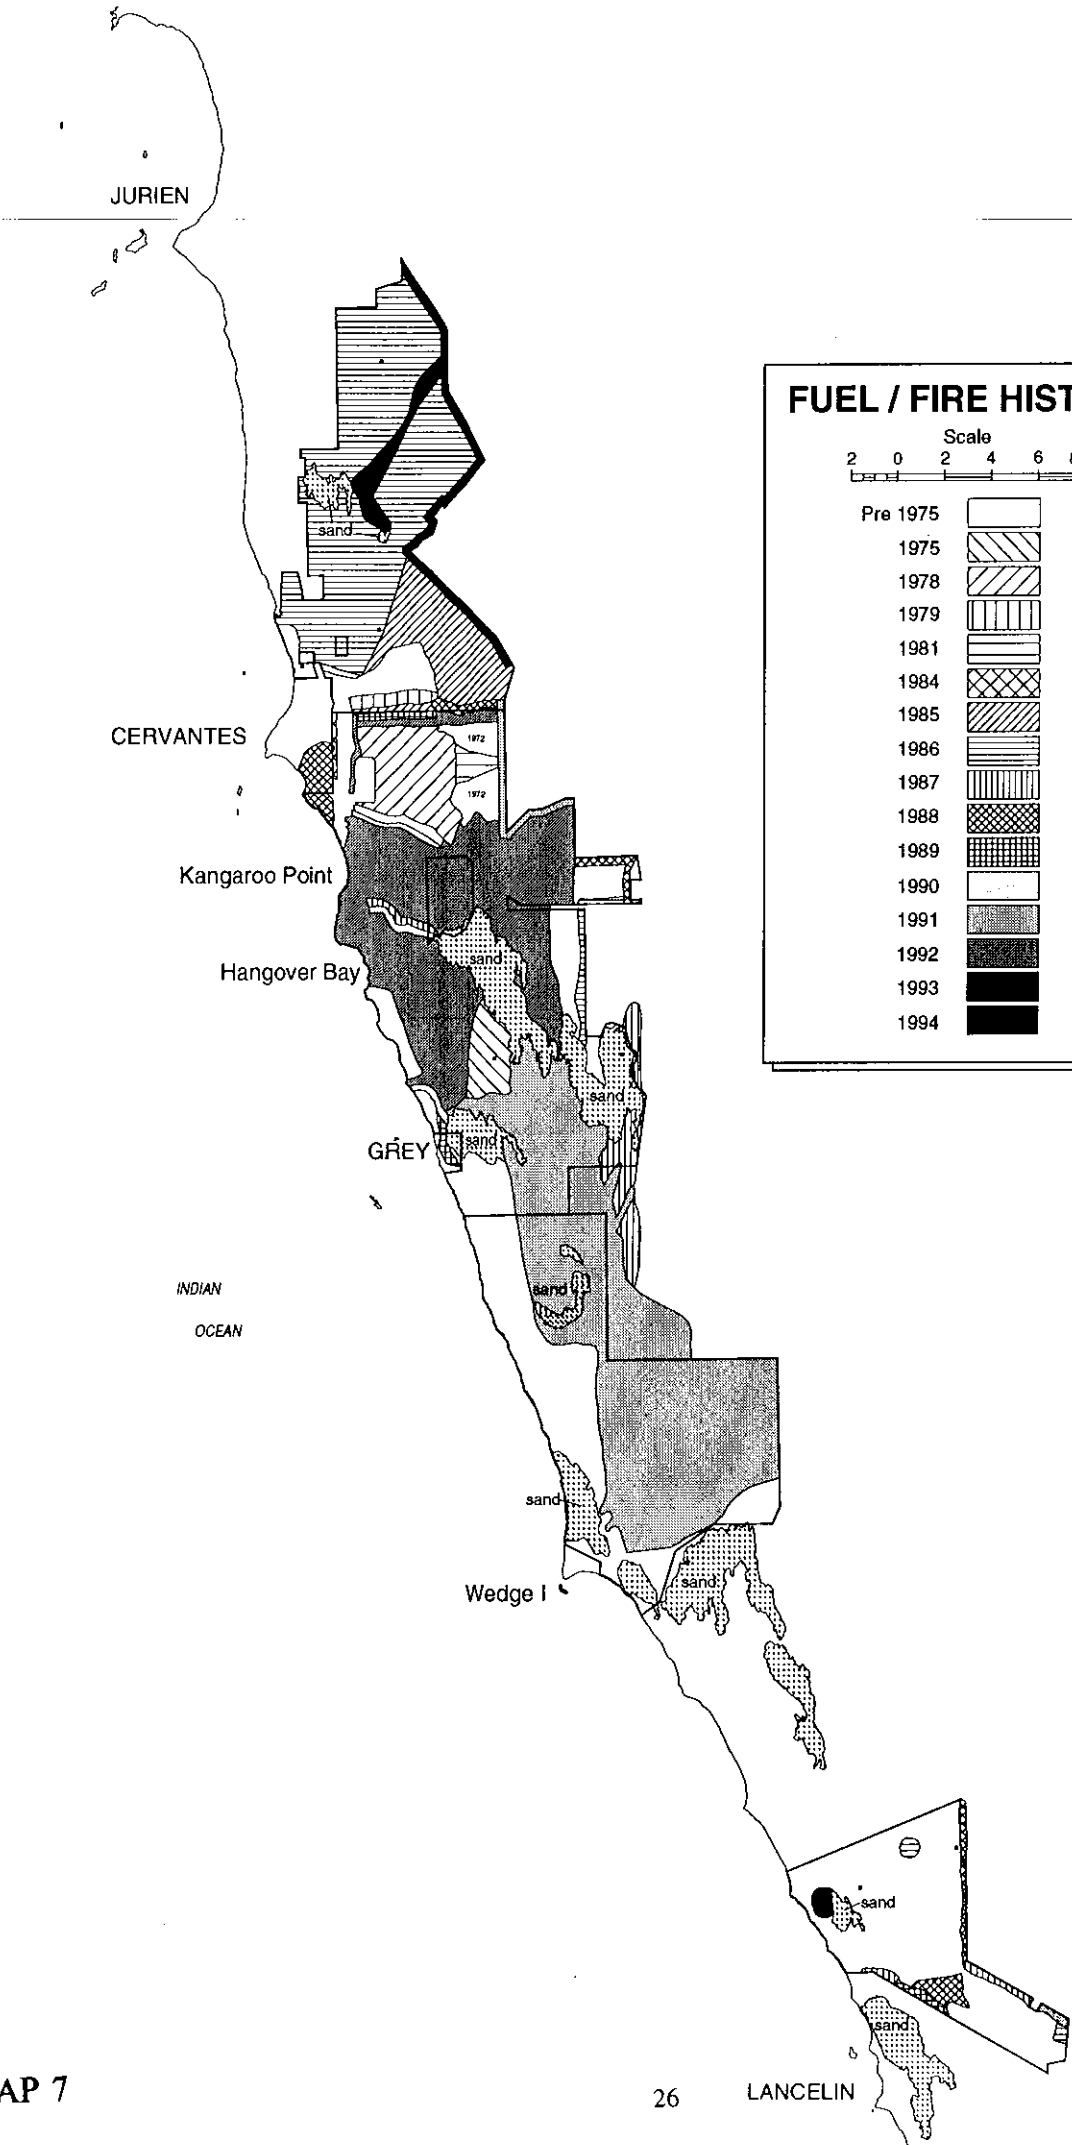 JURIEN
FUEL / FIRE HIST
Scale
2 0 2 4 6 8
Pre 1975
1975
1978
1979
1981
1984
1985
1986
1987
1988
1989
1990
1991
1992
1993
1994
sand
CERVANTES
1972
1972
Kangaroo Point
sand
Hangover Bay
sand
GREY
sand
INDIAN
OCEAN
sand
sand
sand
Wedge I
sand
sand
AP 7
26
LANCELIN